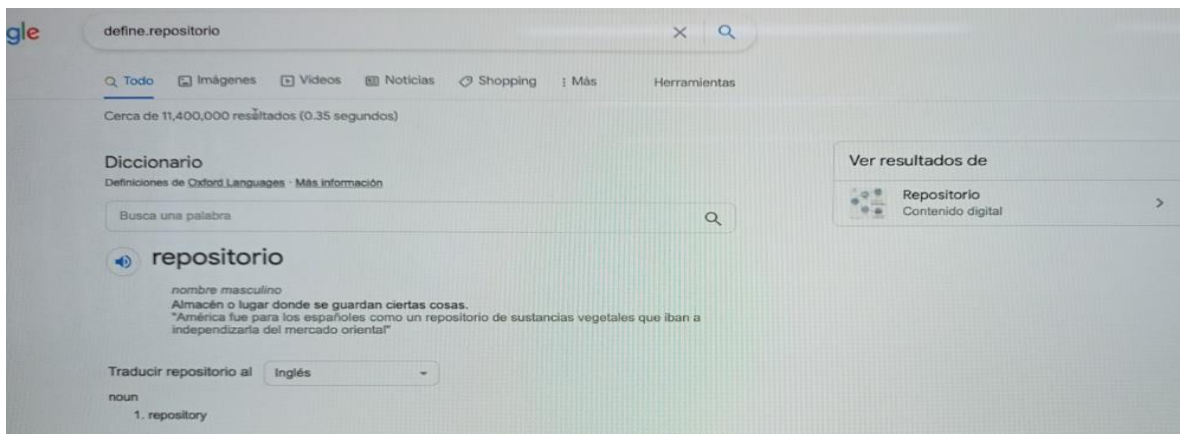 gle
define.repositorio
Todo Imágenes Videos Noticias Shopping Más Herramientas
Cerca de 11,400,000 resultados (0.35 segundos)
Diccionario
Definiciones de Oxford Languages · Más información
Busca una palabra
repositorio
nombre masculino
Almacén o lugar donde se guardan ciertas cosas.
"América fue para los españoles como un repositorio de sustancias vegetales que iban a
independizarla del mercado oriental"
Traducir repositorio al Inglés
noun
1. repository
Ver resultados de
Repositorio
Contenido digital